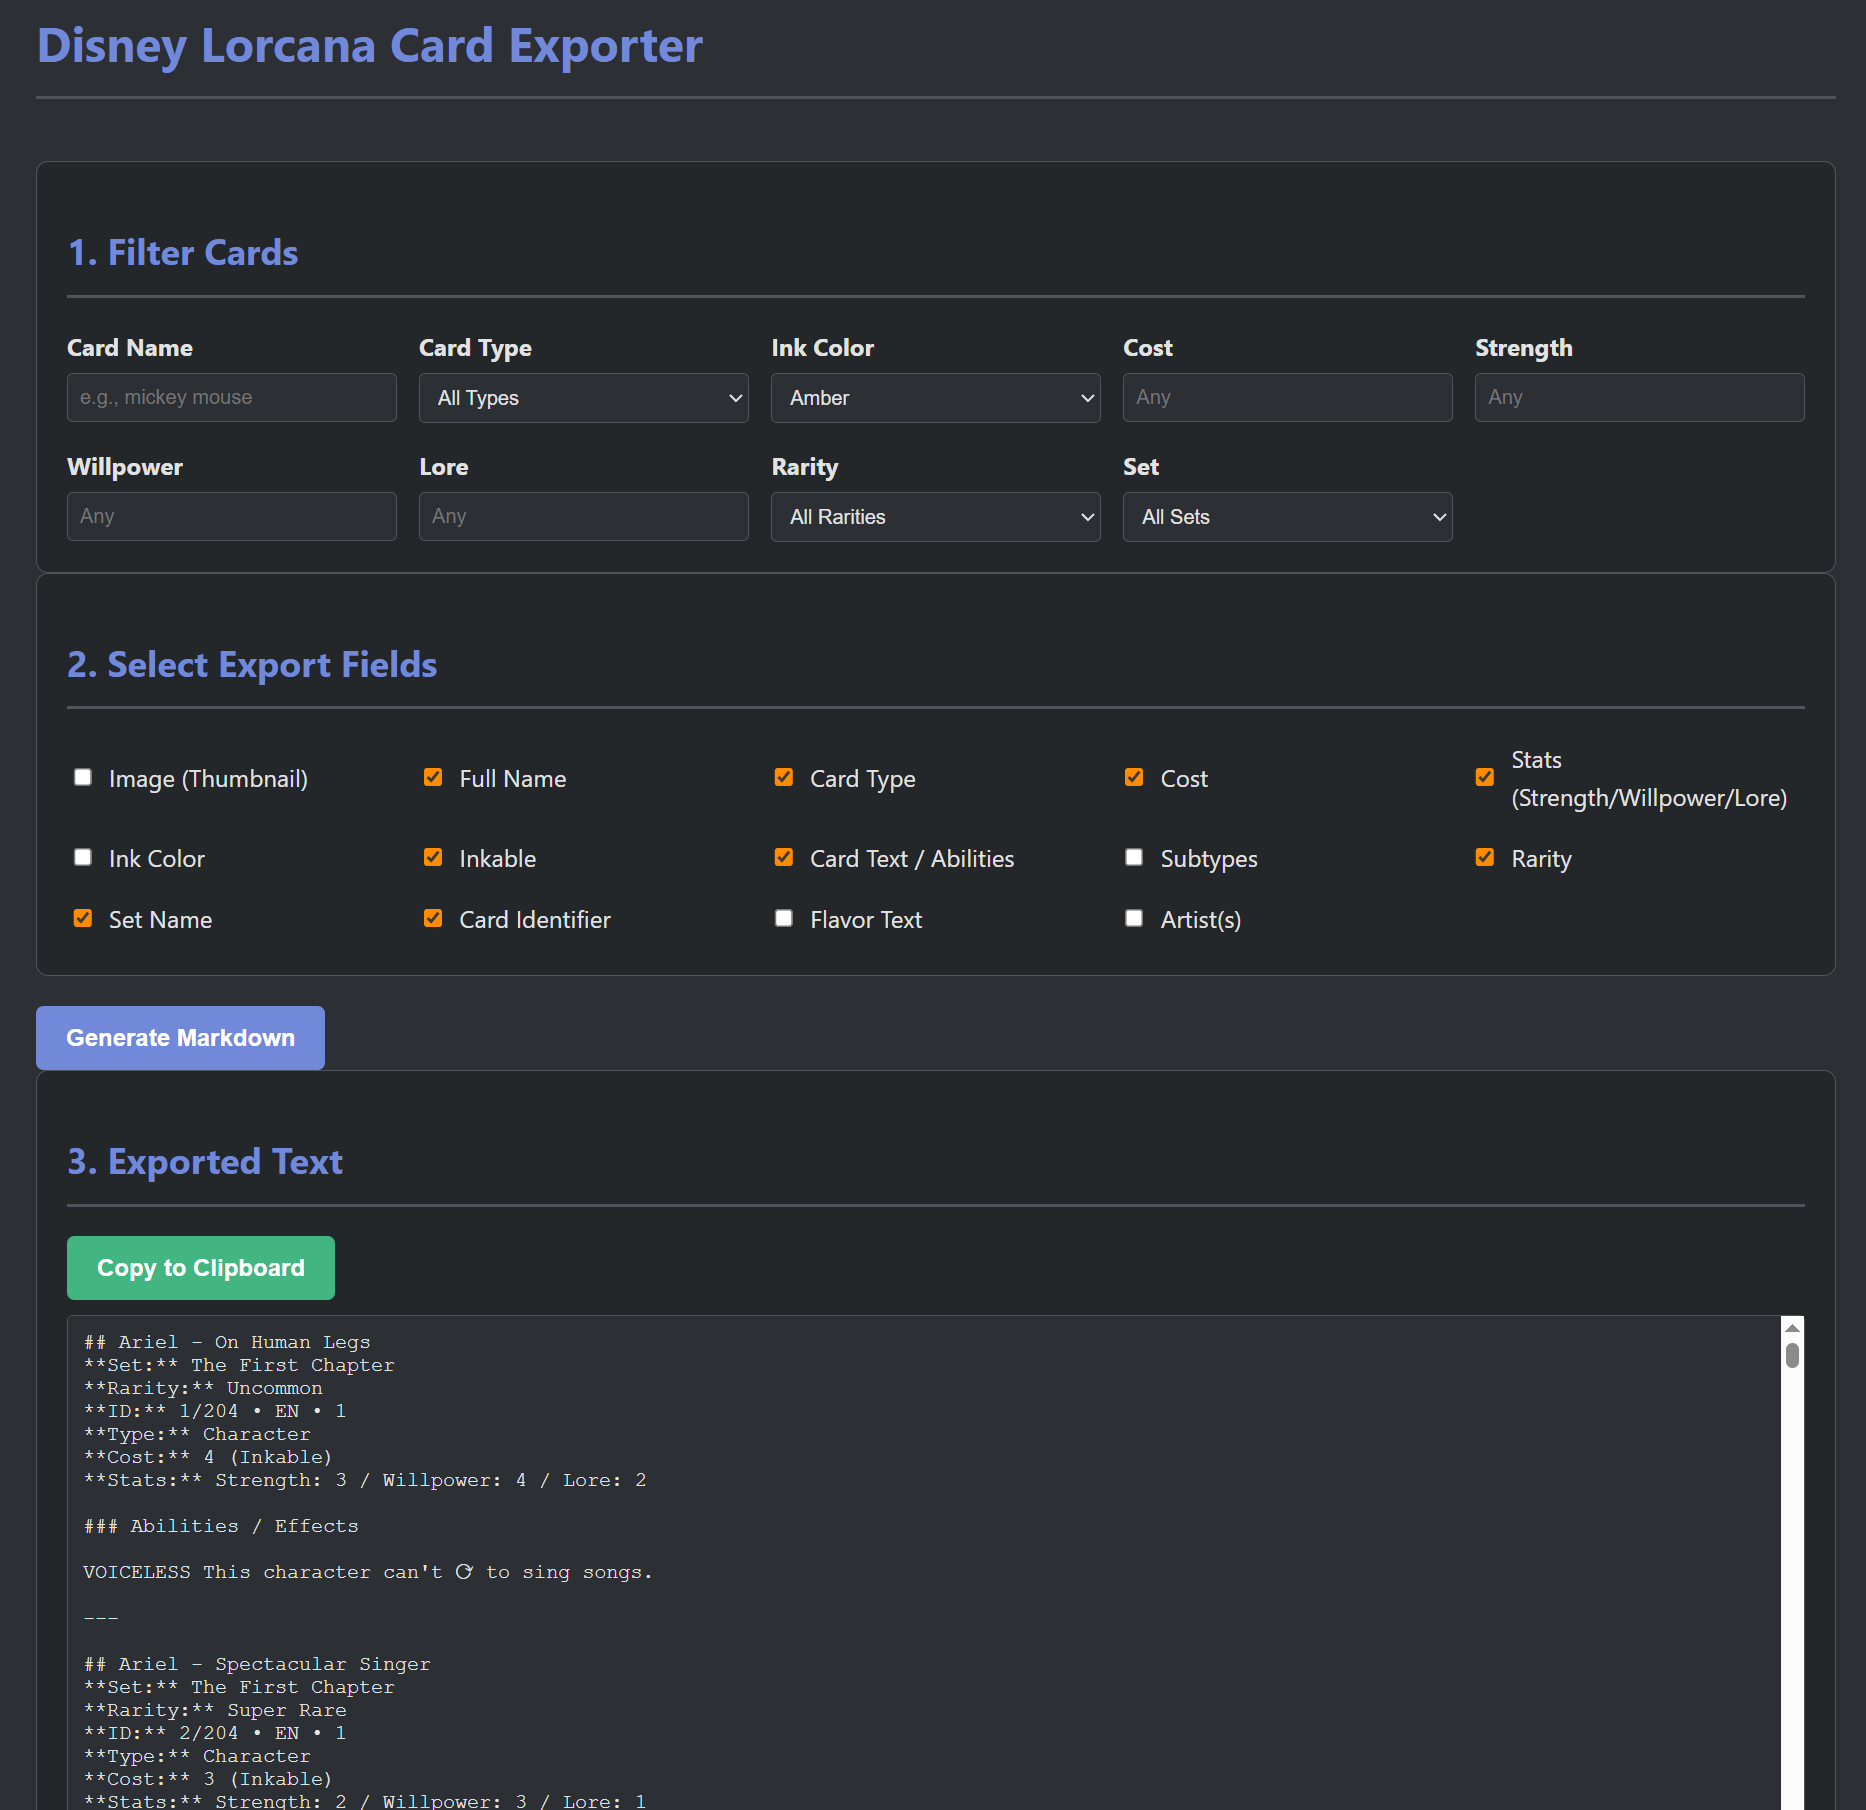 Disney Lorcana Card Exporter
1. Filter Cards
Card Name
Card Type
Ink Color
Cost
Strength
e.g., mickey mouse
All Types
Amber
Any
Any
Willpower
Lore
Rarity
Set
Any
Any
All Rarities
All Sets
2. Select Export Fields
Image (Thumbnail)
Full Name
Card Type
Cost
Stats
(Strength/Willpower/Lore)
Ink Color
Inkable
Card Text / Abilities
Subtypes
Rarity
Set Name
Card Identifier
Flavor Text
Artist(s)
Generate Markdown
3. Exported Text
Copy to Clipboard
## Ariel - On Human Legs
**Set:** The First Chapter
**Rarity:** Uncommon
**ID:** 1/204 • EN • 1
**Type:** Character
**Cost:** 4 (Inkable)
**Stats:** Strength: 3 / Willpower: 4 / Lore: 2
### Abilities / Effects
VOICELESS This character can't ⟳ to sing songs.
---
## Ariel - Spectacular Singer
**Set:** The First Chapter
**Rarity:** Super Rare
**ID:** 2/204 • EN • 1
**Type:** Character
**Cost:** 3 (Inkable)
**Stats:** Strength: 2 / Willpower: 3 / Lore: 1